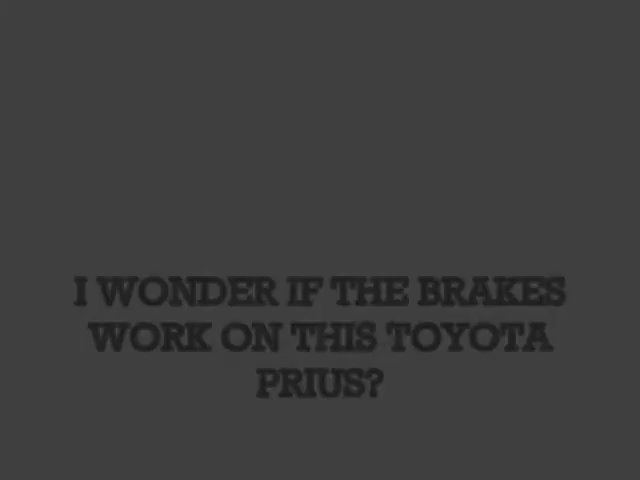 I WONDER IF THE BRAKES
WORK ON THIS TOYOTA
PRIUS?